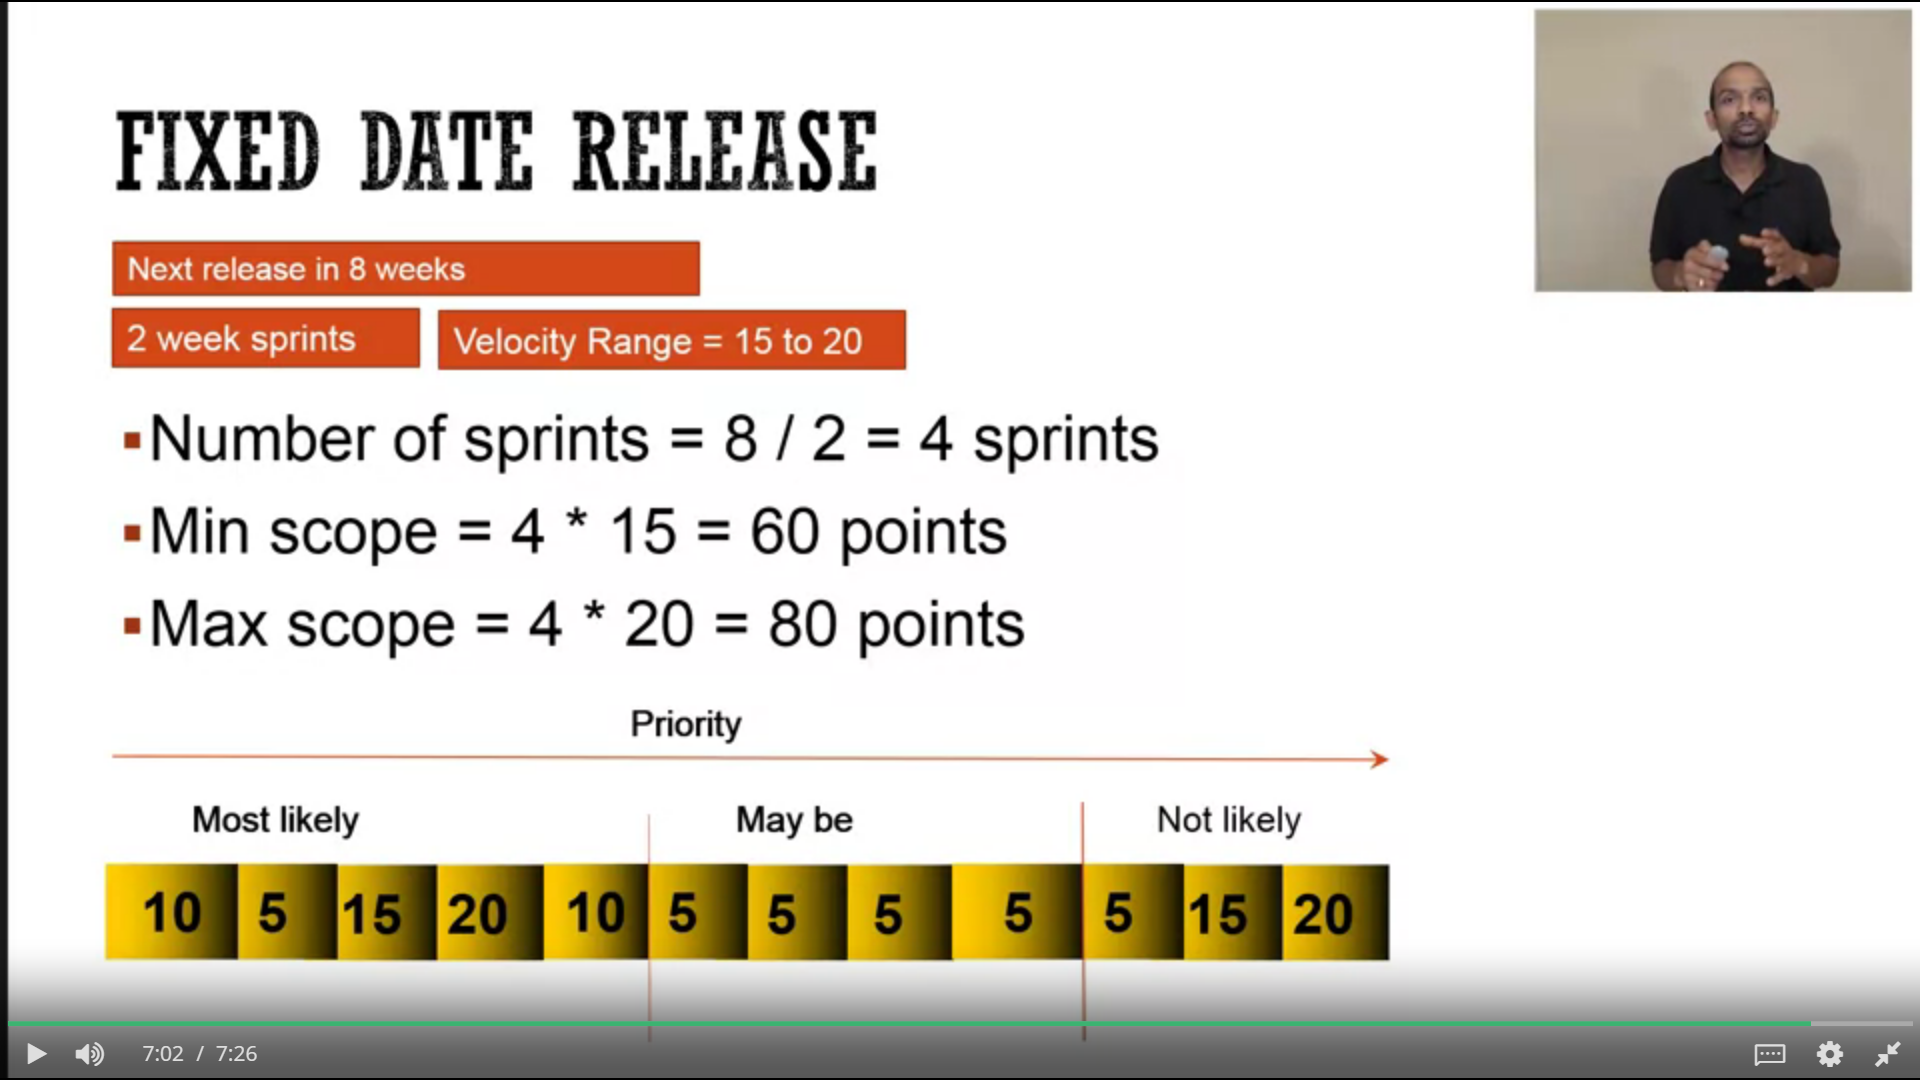 FIXED DATE RELEASE
Next release in 8 weeks
2 week sprints
Velocity Range = 15 to 20
Number of sprints = 8 / 2 = 4 sprints
Min scope = 4 * 15 = 60 points
Max scope = 4 * 20 = 80 points
Priority
Most likely May be Not likely
10 5 15 20 10 5 5 5 5 5 15 20
7:02 / 7:26